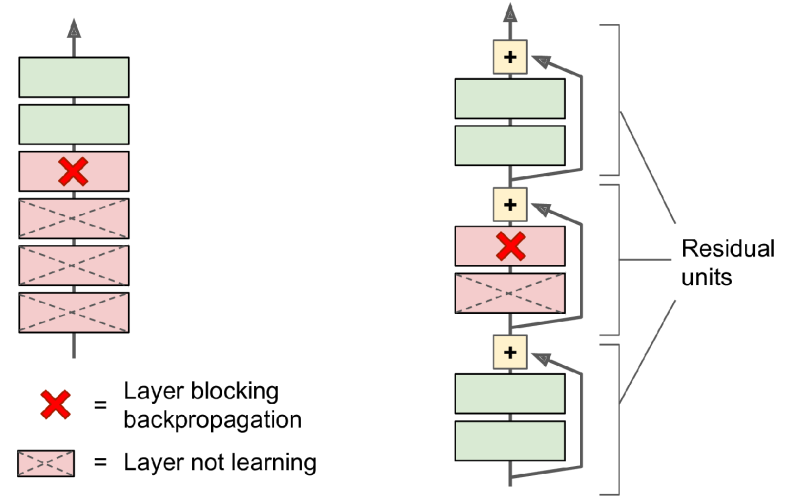 +
+
+
Residual
units
= Layer blocking
backpropagation
= Layer not learning